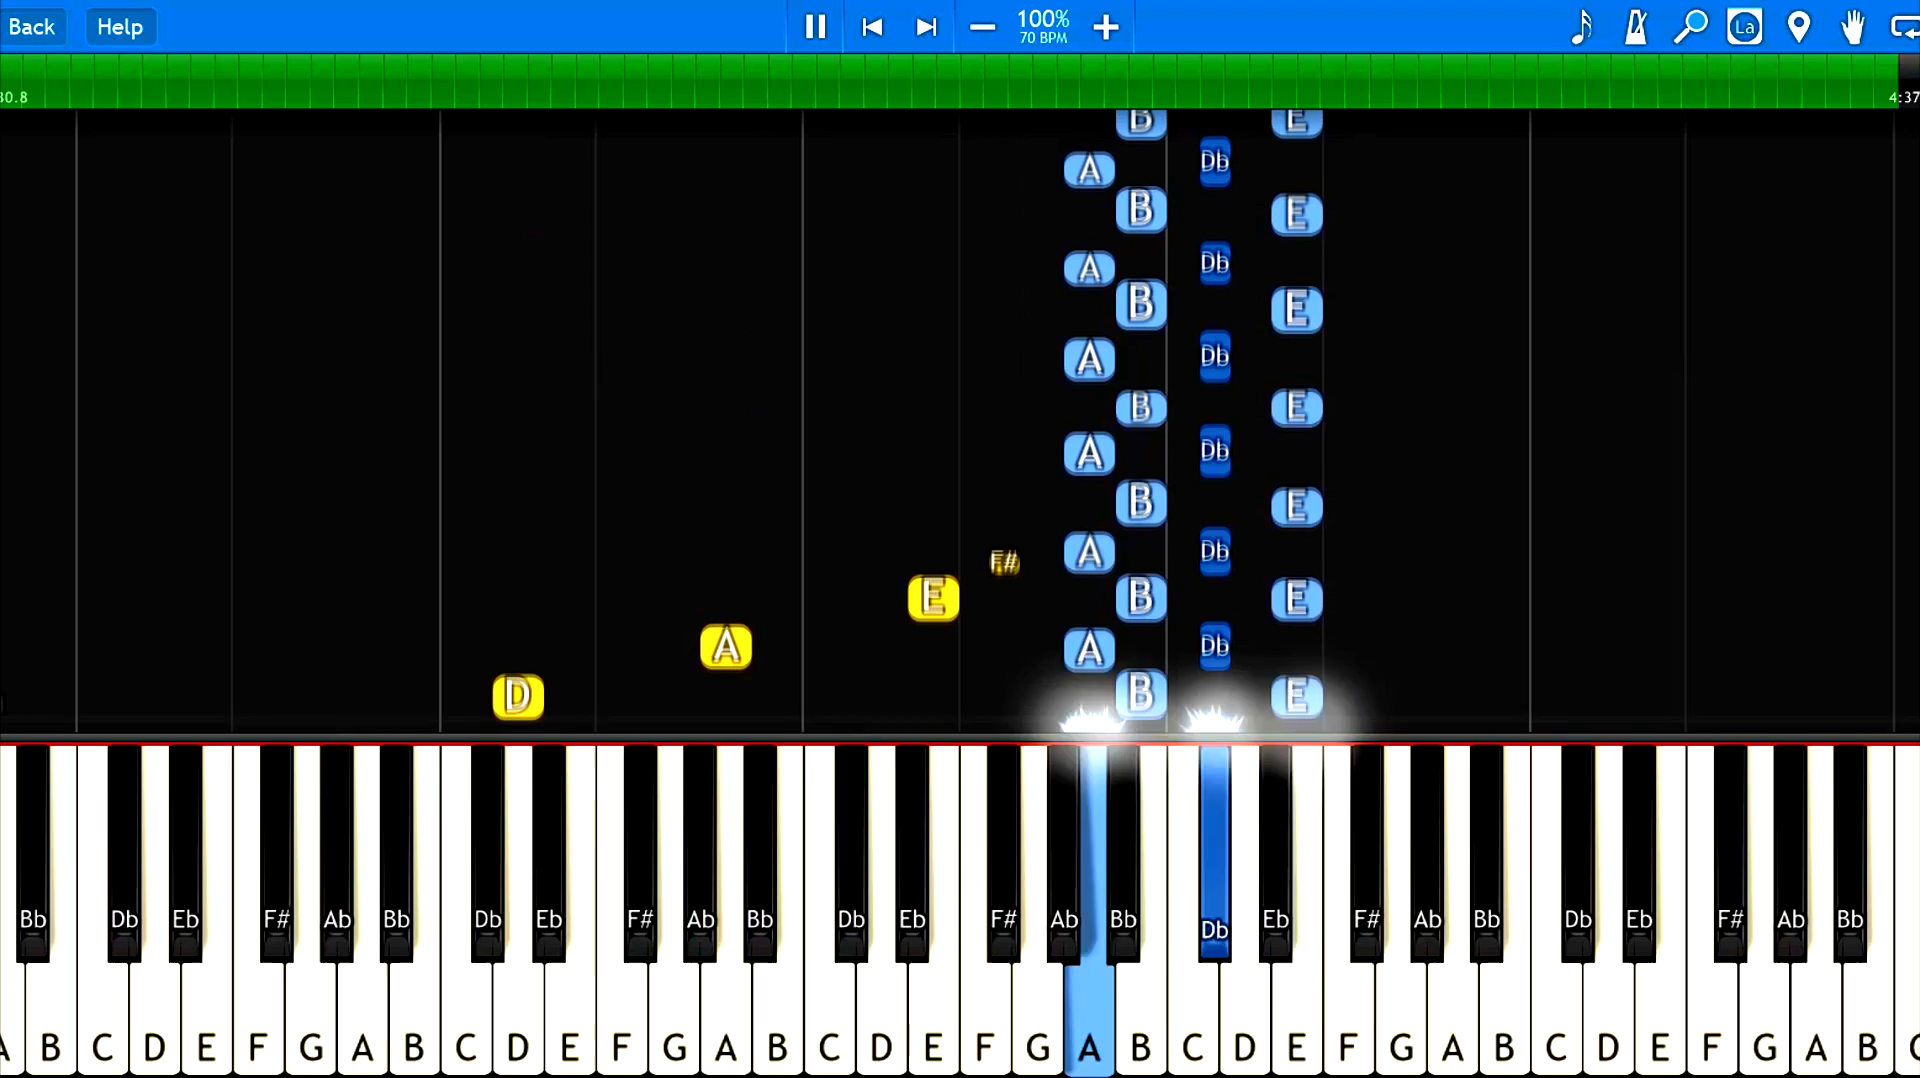 Back Help 100% La
70 BPM
30.8 4:37
B E
A Db
B E
A Db
B E
A Db
B E
A Db
B E
F# A Db
E B E
A A Db
D B E
Bb Db Eb F# Ab Bb Db Eb F# Ab Bb Db Eb F# Ab Bb Db Eb F# Ab Bb Db Eb F# Ab Bb
A B C D E F G A B C D E F G A B C D E F G A B C D E F G A B C D E F G A B C